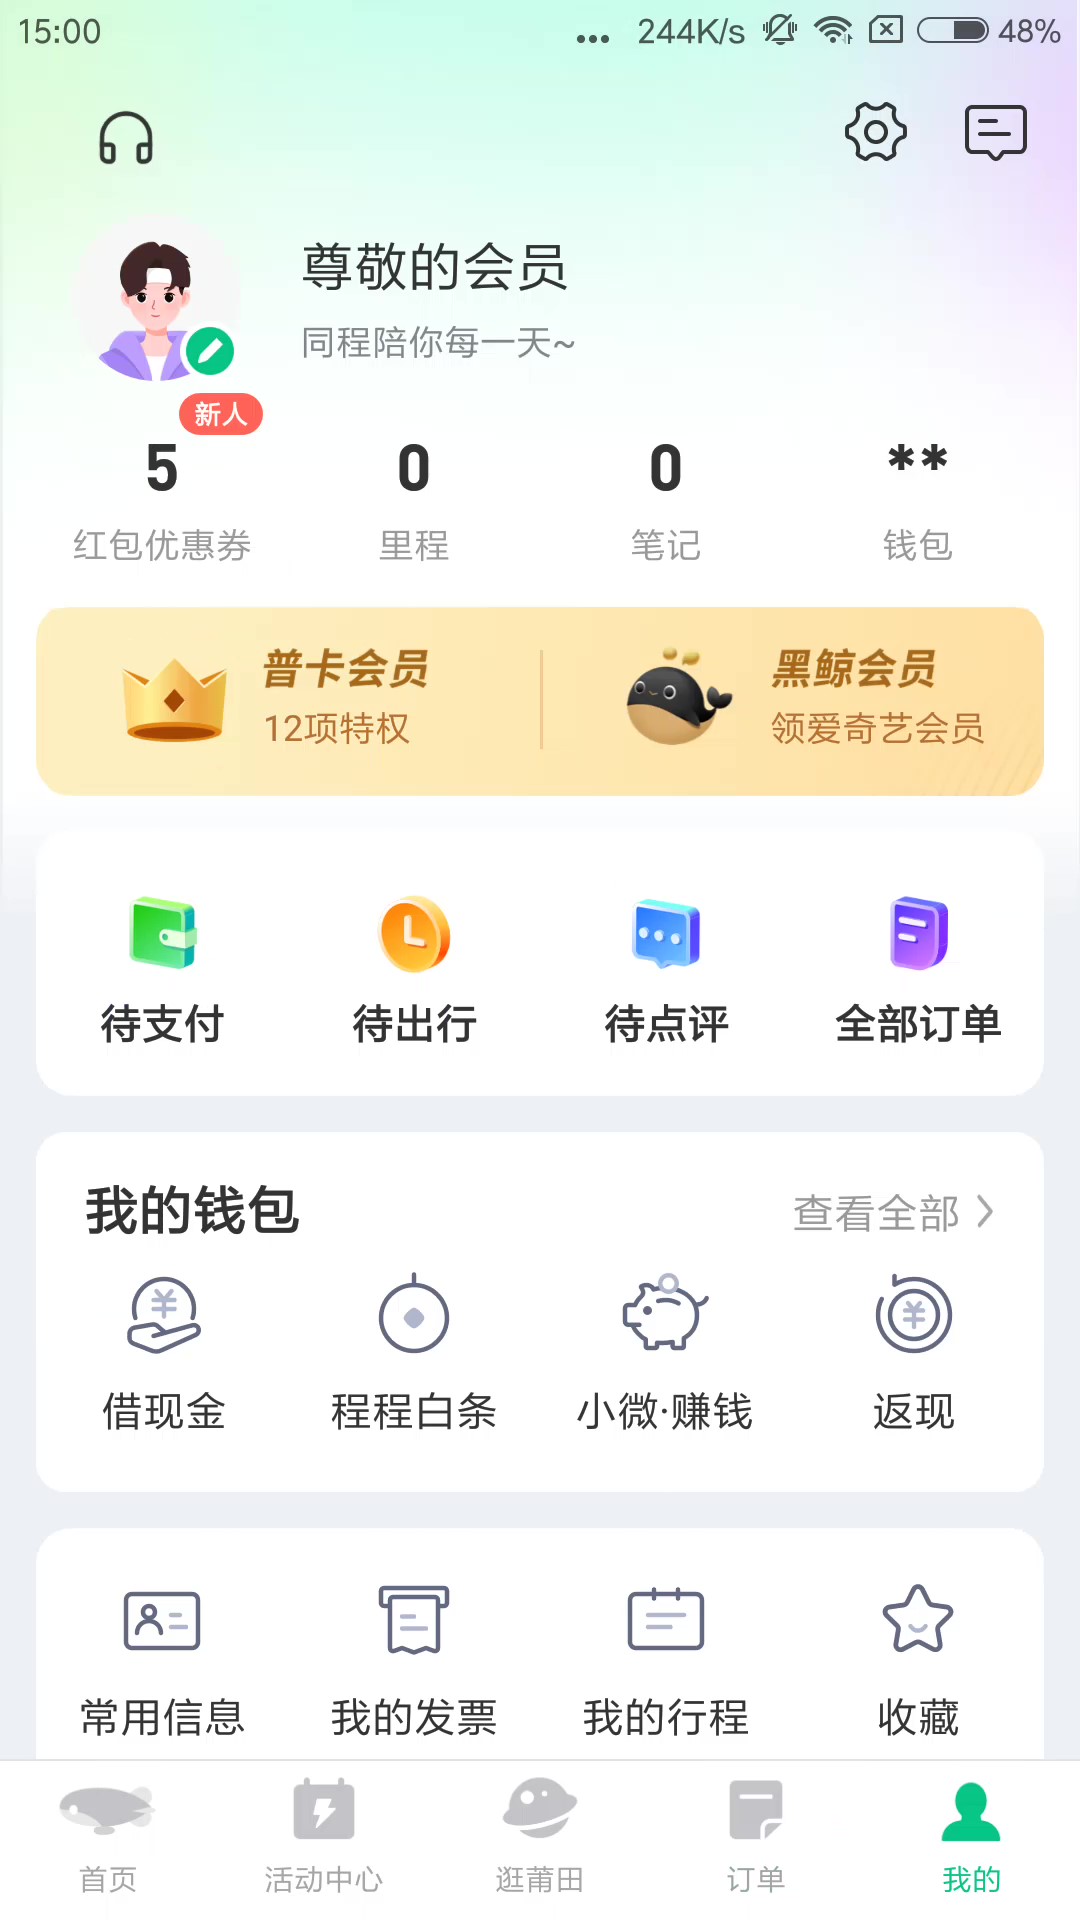 15:00
... 244K/s 48%
尊敬的会员
同程陪你每一天~
新人
5 0 0 **
红包优惠券 里程 笔记 钱包
普卡会员 黑鲸会员
12项特权 领爱奇艺会员
待支付 待出行 待点评 全部订单
我的钱包 查看全部
借现金 程程白条 小微·赚钱 返现
常用信息 我的发票 我的行程 收藏
首页 活动中心 逛莆田 订单 我的